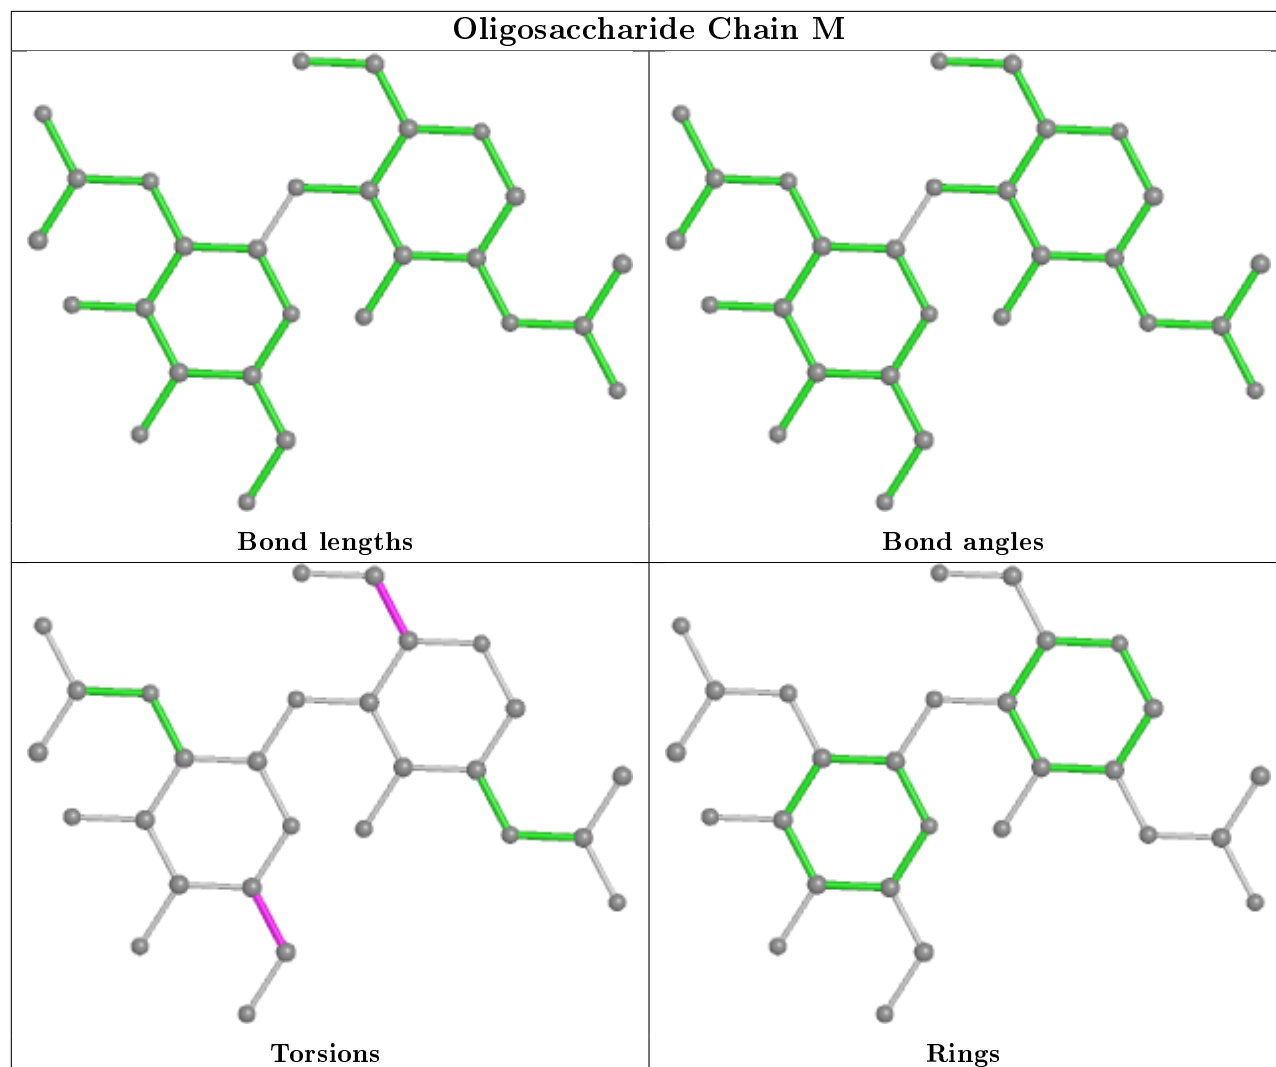 Oligosaccharide Chain M
Bond lengths
Bond angles
Torsions
Rings